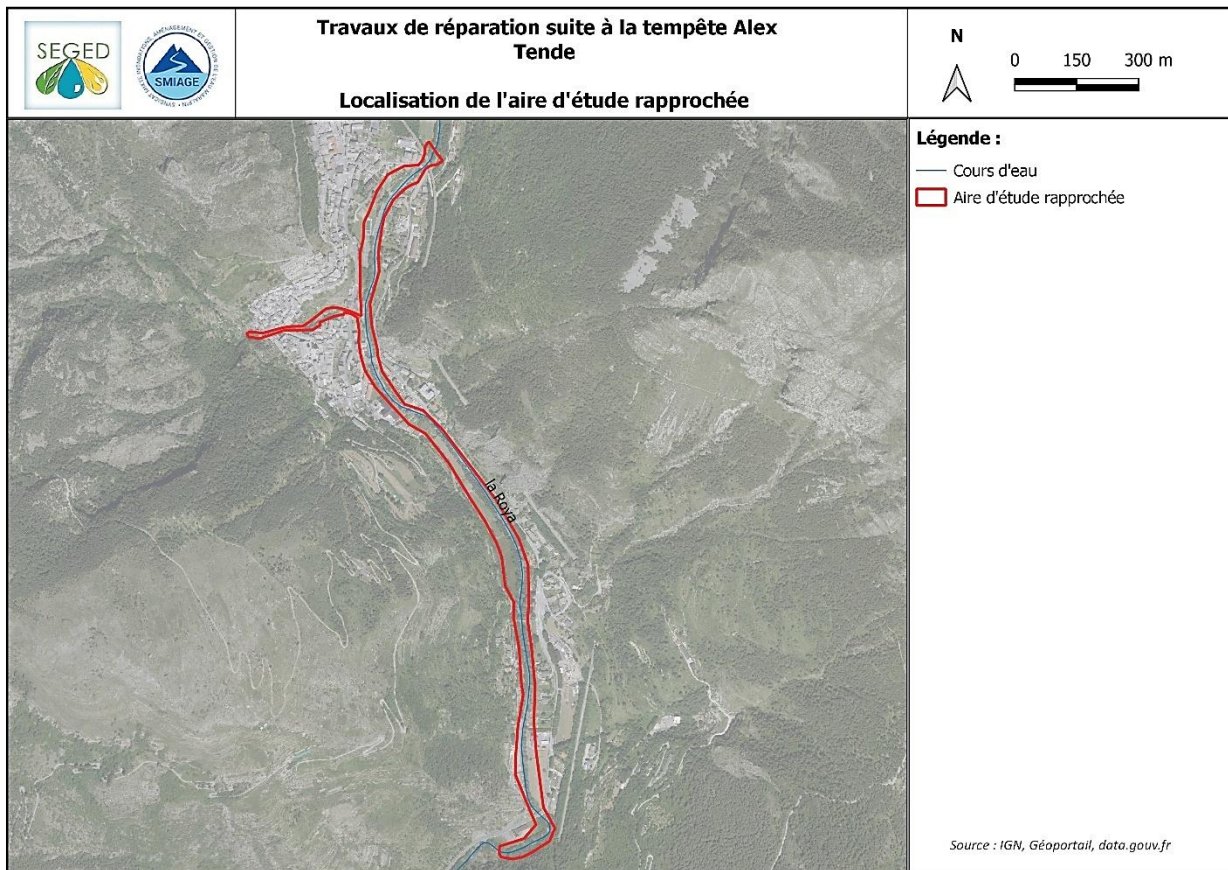 SEGED
SMIAGE
Travaux de réparation suite à la tempête Alex
Tende
Localisation de l'aire d'étude rapprochée
N
0 150 300 m
Légende :
Cours d'eau
Aire d'étude rapprochée
la Roya
Source : IGN, Géoportail, data.gouv.fr